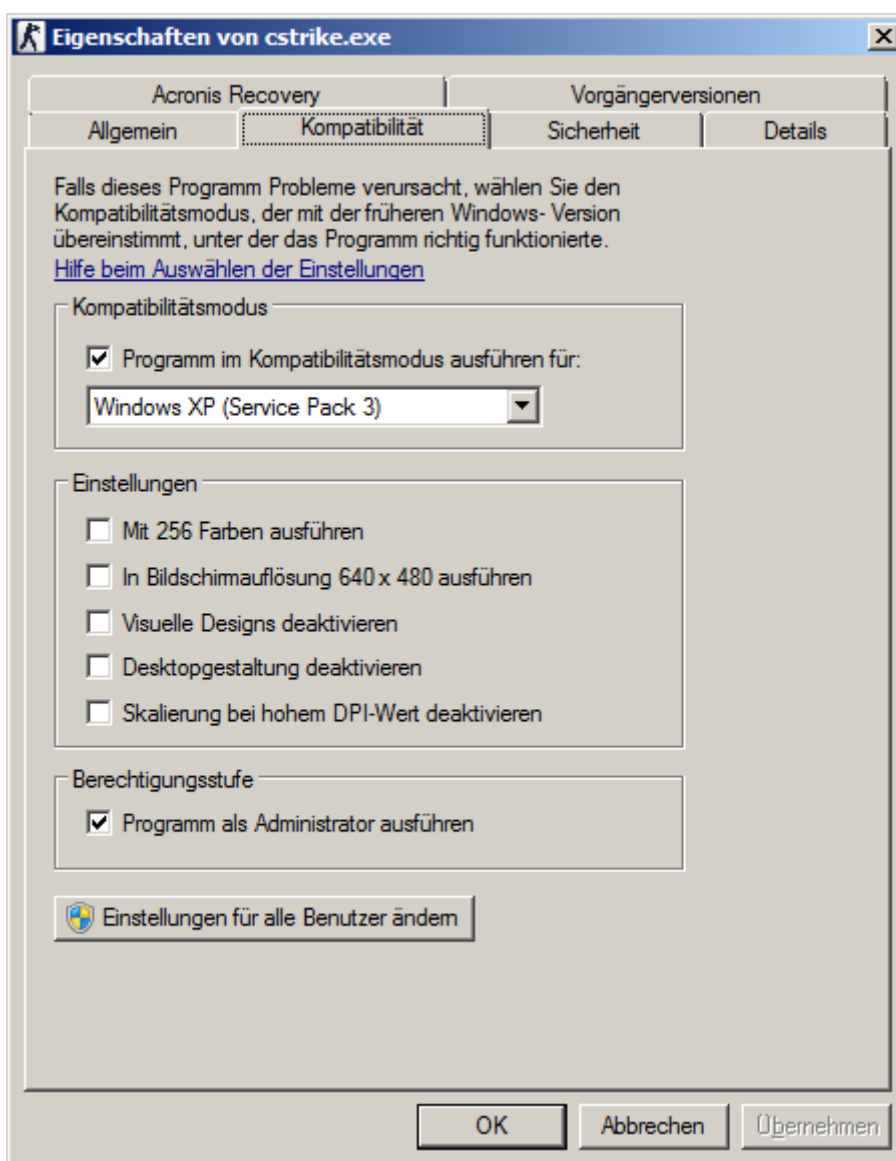 Eigenschaften von cstrike.exe
Acronis Recovery
Vorgängerversionen
Allgemein
Kompatibilität
Sicherheit
Details
Falls dieses Programm Probleme verursacht, wählen Sie den
Kompatibilitätsmodus, der mit der früheren Windows- Version
übereinstimmt, unter der das Programm richtig funktionierte.
Hilfe beim Auswählen der Einstellungen
Kompatibilitätsmodus
Programm im Kompatibilitätsmodus ausführen für:
Windows XP (Service Pack 3)
Einstellungen
Mit 256 Farben ausführen
In Bildschirmauflösung 640 x 480 ausführen
Visuelle Designs deaktivieren
Desktopgestaltung deaktivieren
Skalierung bei hohem DPI-Wert deaktivieren
Berechtigungsstufe
Programm als Administrator ausführen
Einstellungen für alle Benutzer ändern
OK
Abbrechen
Übernehmen